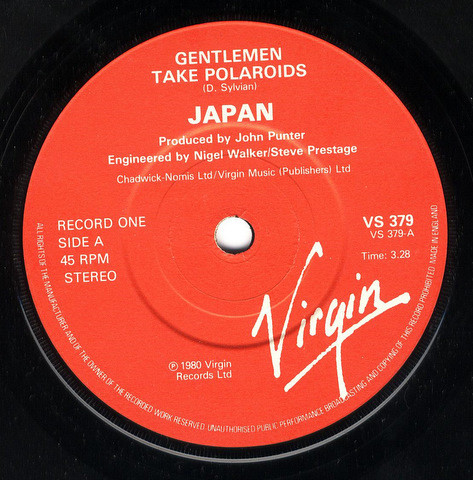 GENTLEMEN
TAKE POLAROIDS
(D. Sylvian)
JAPAN
Produced by John Punter
Engineered by Nigel Walker/Steve Prestage
Chadwick-Nomis Ltd/Virgin Music (Publishers) Ltd
RECORD ONE
SIDE A
45 RPM
STEREO
VS 379
VS 379-A
Time: 3.28
Virgin
℗ 1980 Virgin
Records Ltd
ALL RIGHTS OF THE MANUFACTURER AND OF THE OWNER OF THE RECORDED WORK RESERVED. UNAUTHORISED PUBLIC PERFORMANCE BROADCASTING AND COPYING OF THIS RECORD PROHIBITED. MADE IN ENGLAND